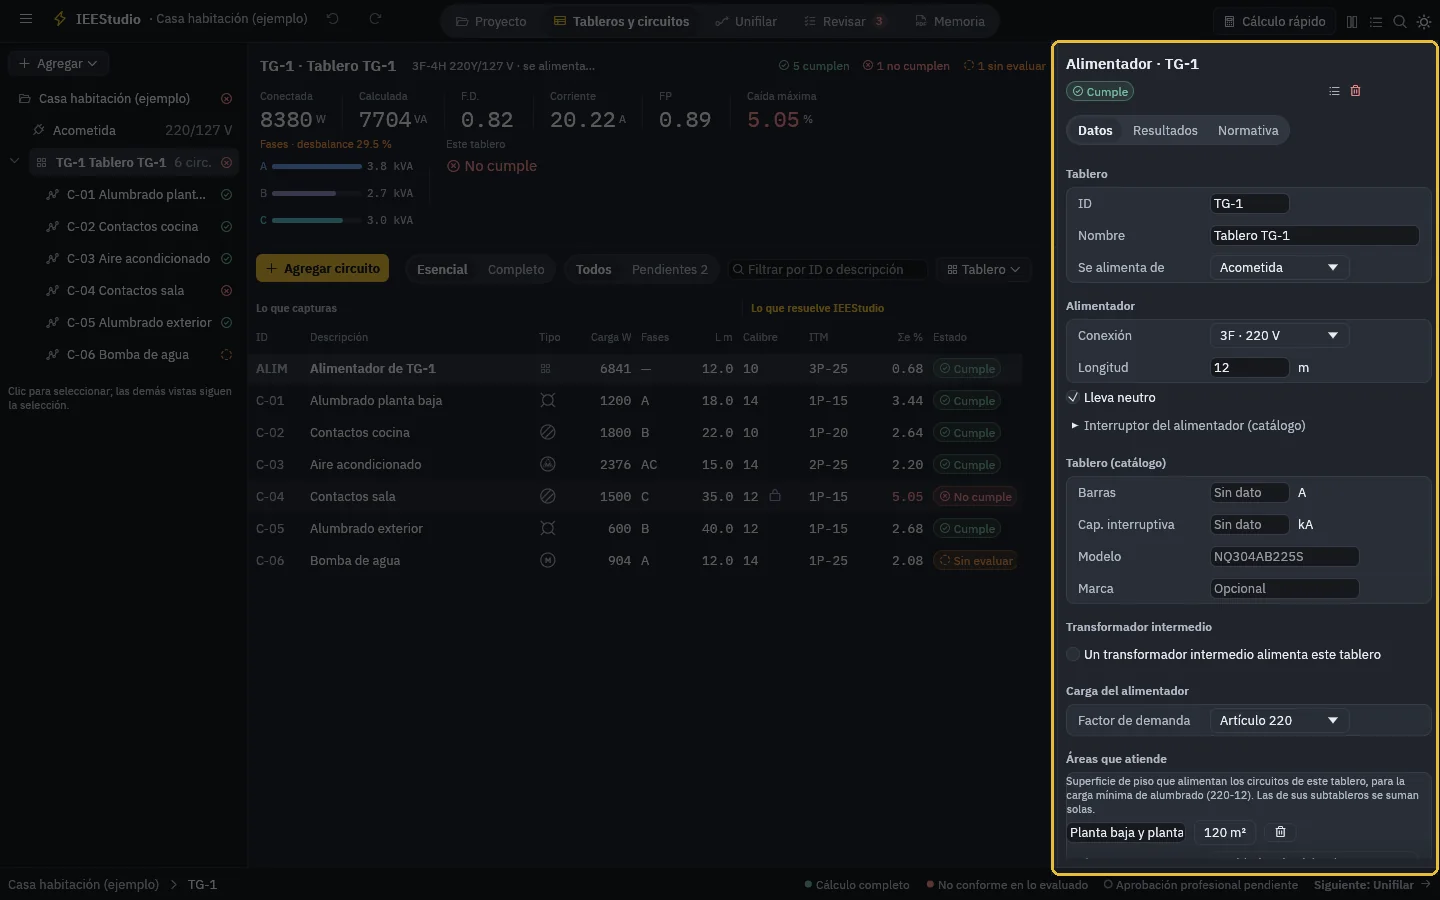 IEEStudio · Casa habitación (ejemplo)
Proyecto Tableros y circuitos Unifilar Revisar 3 Memoria
Cálculo rápido
Agregar
Casa habitación (ejemplo)
Acometida 220/127 V
TG-1 Tablero TG-1 6 circ.
C-01 Alumbrado plant...
C-02 Contactos cocina
C-03 Aire acondicionado
C-04 Contactos sala
C-05 Alumbrado exterior
C-06 Bomba de agua
Clic para seleccionar; las demás vistas siguen
la selección.
TG-1 · Tablero TG-1 3F-4H 220Y/127 V · se alimenta... 5 cumplen 1 no cumplen 1 sin evaluar
Conectada Calculada F.D. Corriente FP Caída máxima
8380 W 7704 VA 0.82 20.22 A 0.89 5.05 %
Fases · desbalance 29.5 % Este tablero
A 3.8 kVA No cumple
B 2.7 kVA
C 3.0 kVA
Agregar circuito Esencial Completo Todos Pendientes 2 Filtrar por ID o descripción Tablero
Lo que capturas Lo que resuelve IEEStudio
ID Descripción Tipo Carga W Fases L m Calibre ITM Σe % Estado
ALIM Alimentador de TG-1 6841 — 12.0 10 3P-25 0.68 Cumple
C-01 Alumbrado planta baja 1200 A 18.0 14 1P-15 3.44 Cumple
C-02 Contactos cocina 1800 B 22.0 10 1P-20 2.64 Cumple
C-03 Aire acondicionado 2376 AC 15.0 14 2P-25 2.20 Cumple
C-04 Contactos sala 1500 C 35.0 12 1P-15 5.05 No cumple
C-05 Alumbrado exterior 600 B 40.0 12 1P-15 2.68 Cumple
C-06 Bomba de agua 904 A 12.0 14 1P-15 2.08 Sin evaluar
Alimentador · TG-1
Cumple
Datos Resultados Normativa
Tablero
ID TG-1
Nombre Tablero TG-1
Se alimenta de Acometida
Alimentador
Conexión 3F · 220 V
Longitud 12 m
Lleva neutro
Interruptor del alimentador (catálogo)
Tablero (catálogo)
Barras Sin dato A
Cap. interruptiva Sin dato kA
Modelo NQ304AB225S
Marca Opcional
Transformador intermedio
Un transformador intermedio alimenta este tablero
Carga del alimentador
Factor de demanda Artículo 220
Áreas que atiende
Superficie de piso que alimentan los circuitos de este tablero, para la
carga mínima de alumbrado (220-12). Las de sus subtableros se suman
solas.
Planta baja y planta 120 m²
Casa habitación (ejemplo) TG-1
Cálculo completo No conforme en lo evaluado Aprobación profesional pendiente Siguiente: Unifilar